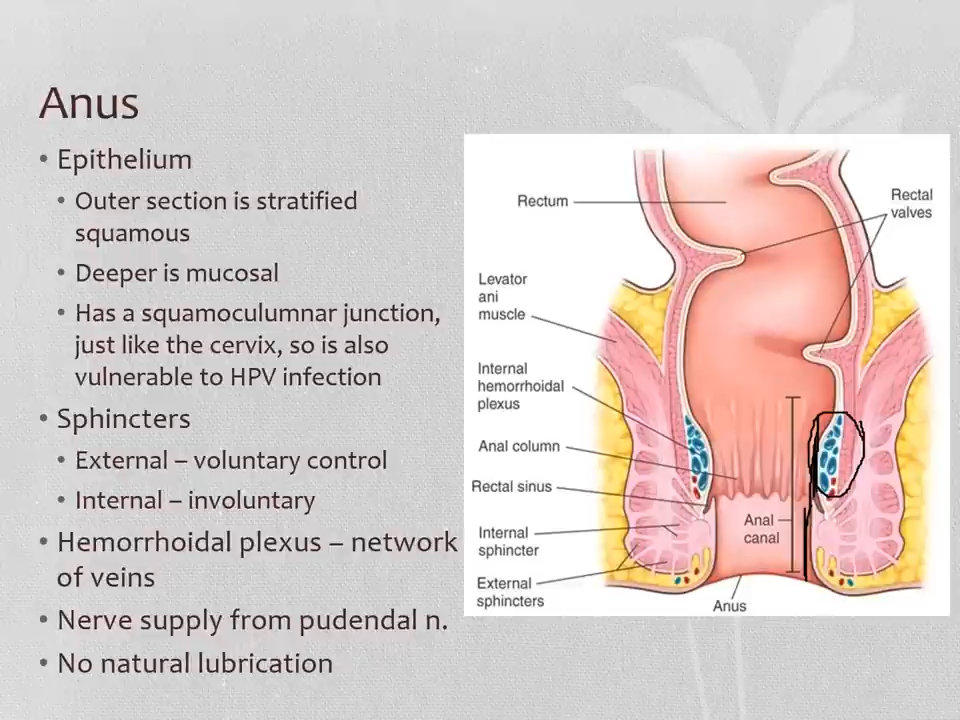 Anus
• Epithelium
• Outer section is stratified
squamous
• Deeper is mucosal
• Has a squamoculumnar junction,
just like the cervix, so is also
vulnerable to HPV infection
• Sphincters
• External – voluntary control
• Internal – involuntary
• Hemorrhoidal plexus – network
of veins
• Nerve supply from pudendal n.
• No natural lubrication
Rectum
Rectal
valves
Levator
ani
muscle
Internal
hemorrhoidal
plexus
Anal column
Rectal sinus
Anal
canal
Internal
sphincter
External
sphincters
Anus